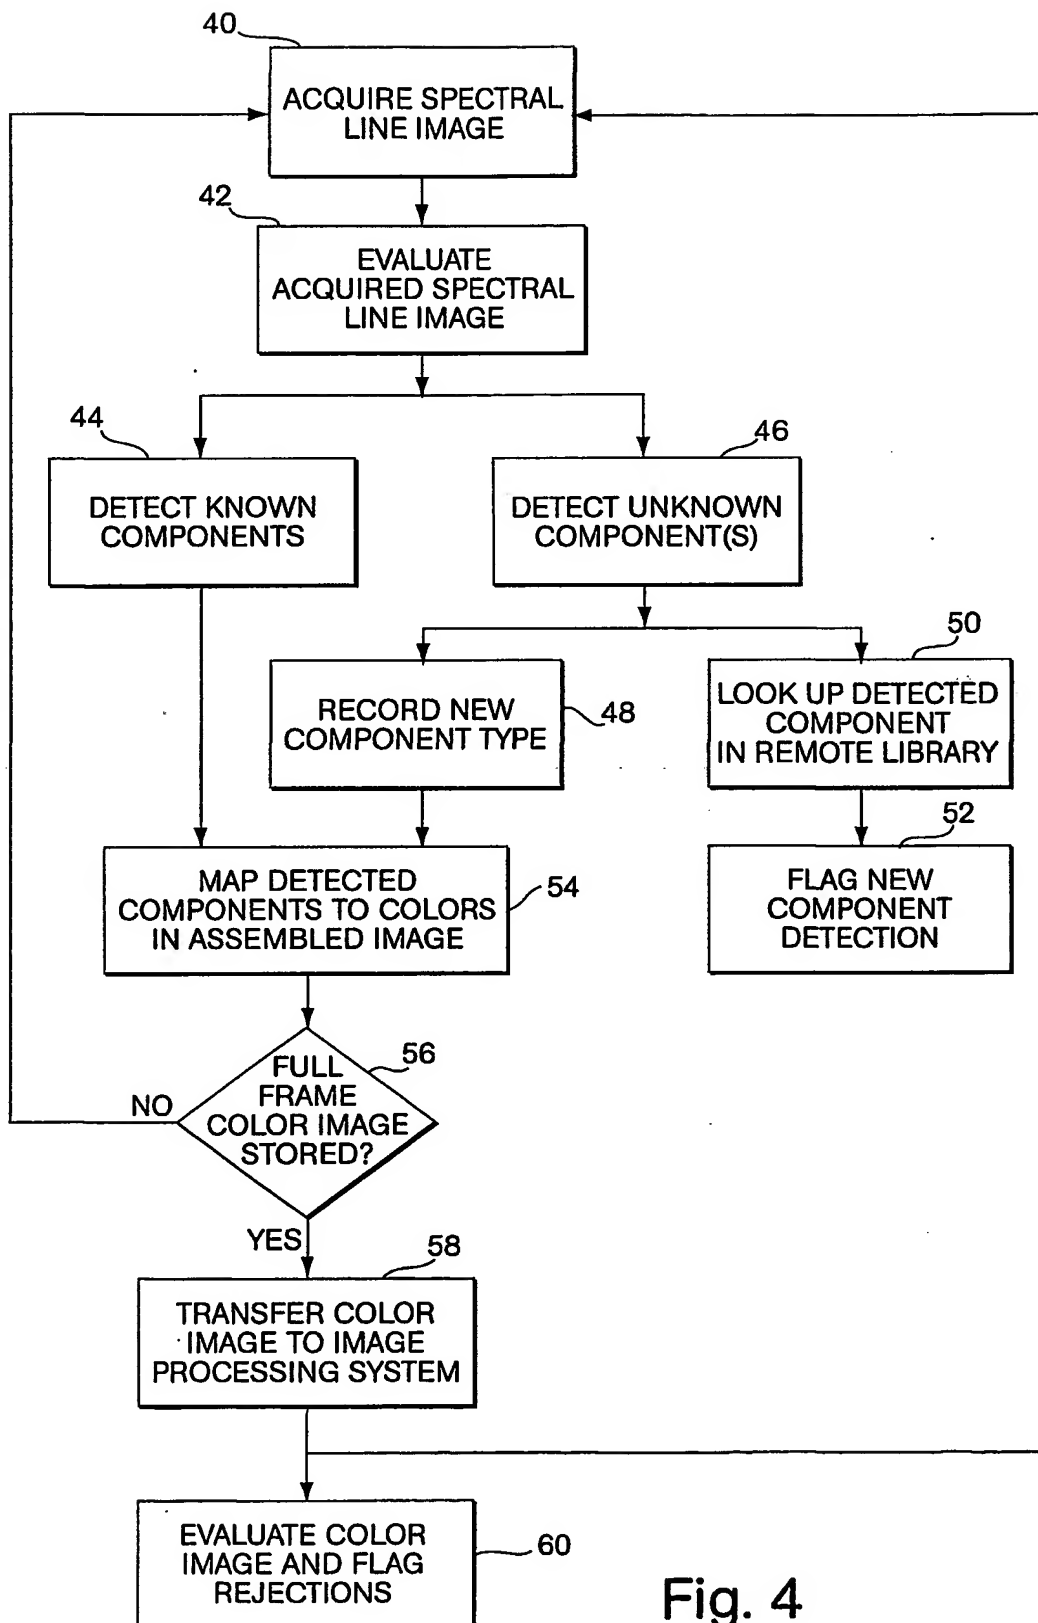 40
ACQUIRE SPECTRAL
LINE IMAGE
42
EVALUATE
ACQUIRED SPECTRAL
LINE IMAGE
44
DETECT KNOWN
COMPONENTS
46
DETECT UNKNOWN
COMPONENT(S)
RECORD NEW
COMPONENT TYPE
48
50
LOOK UP DETECTED
COMPONENT
IN REMOTE LIBRARY
52
FLAG NEW
COMPONENT
DETECTION
MAP DETECTED
COMPONENTS TO COLORS
IN ASSEMBLED IMAGE
54
56
FULL
FRAME
COLOR IMAGE
STORED?
NO
YES
58
TRANSFER COLOR
IMAGE TO IMAGE
PROCESSING SYSTEM
EVALUATE COLOR
IMAGE AND FLAG
REJECTIONS
60
Fig. 4